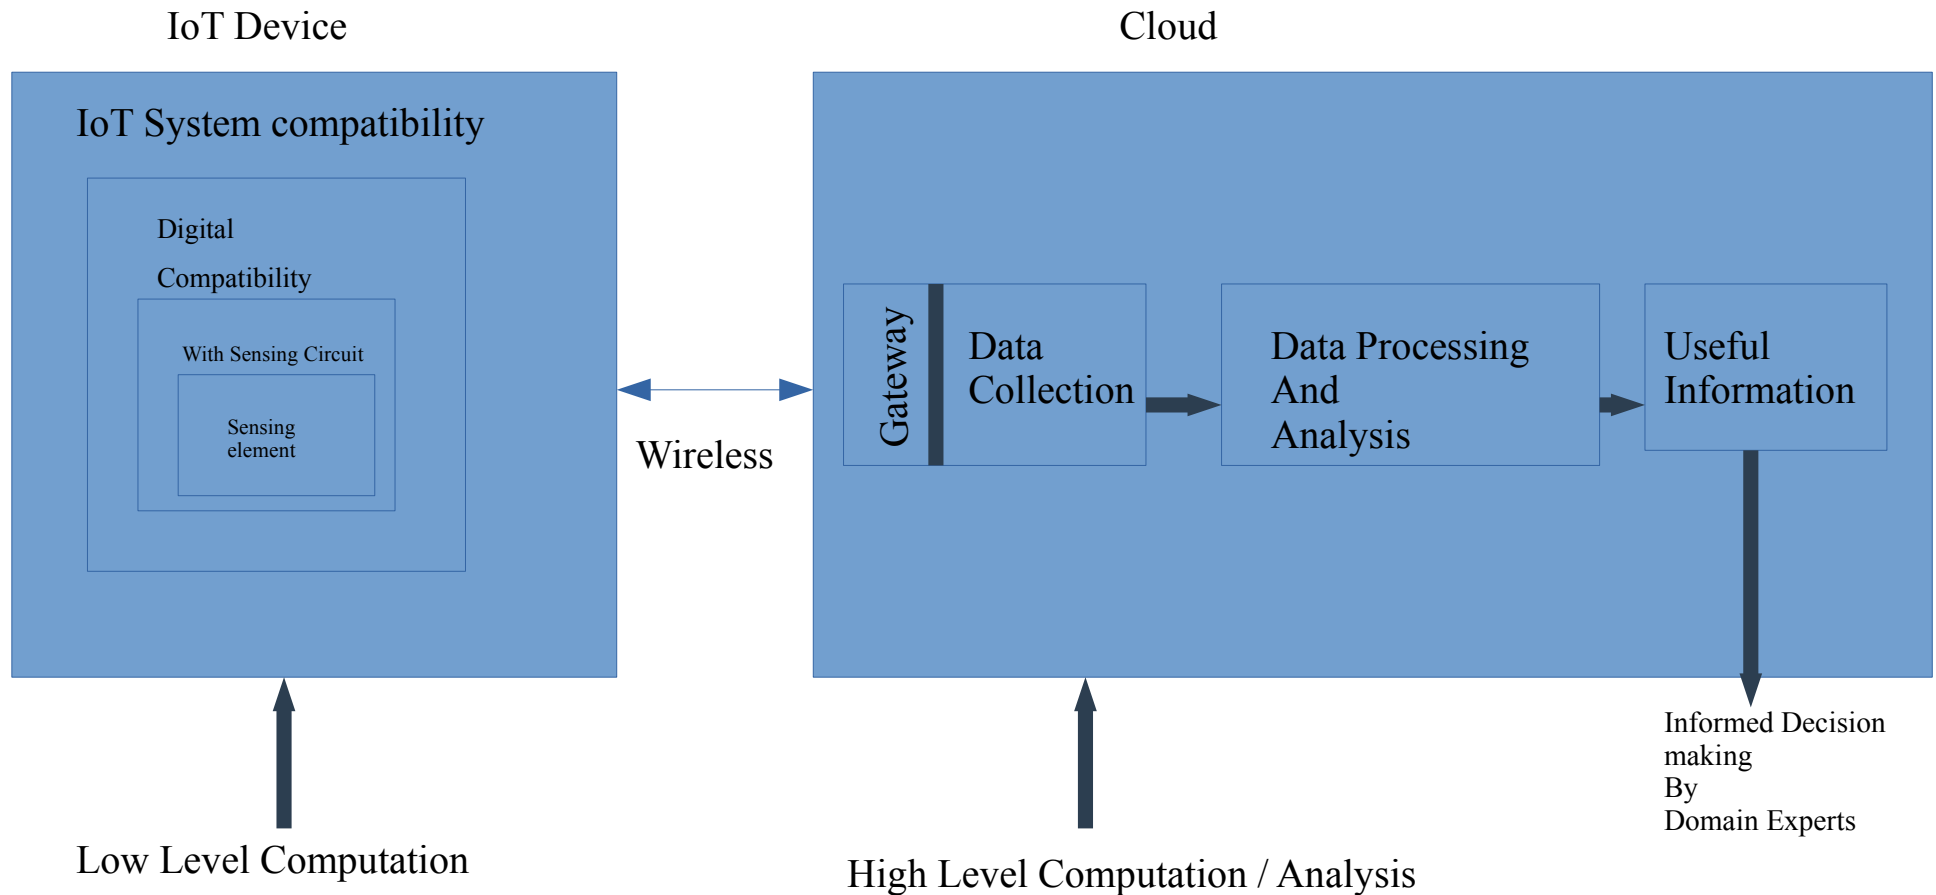 IoT Device
Cloud
IoT System compatibility
Digital
Compatibility
With Sensing Circuit
Sensing
element
Wireless
Gateway
Data
Collection
Data Processing
And
Analysis
Useful
Information
Informed Decision
making
By
Domain Experts
Low Level Computation
High Level Computation / Analysis